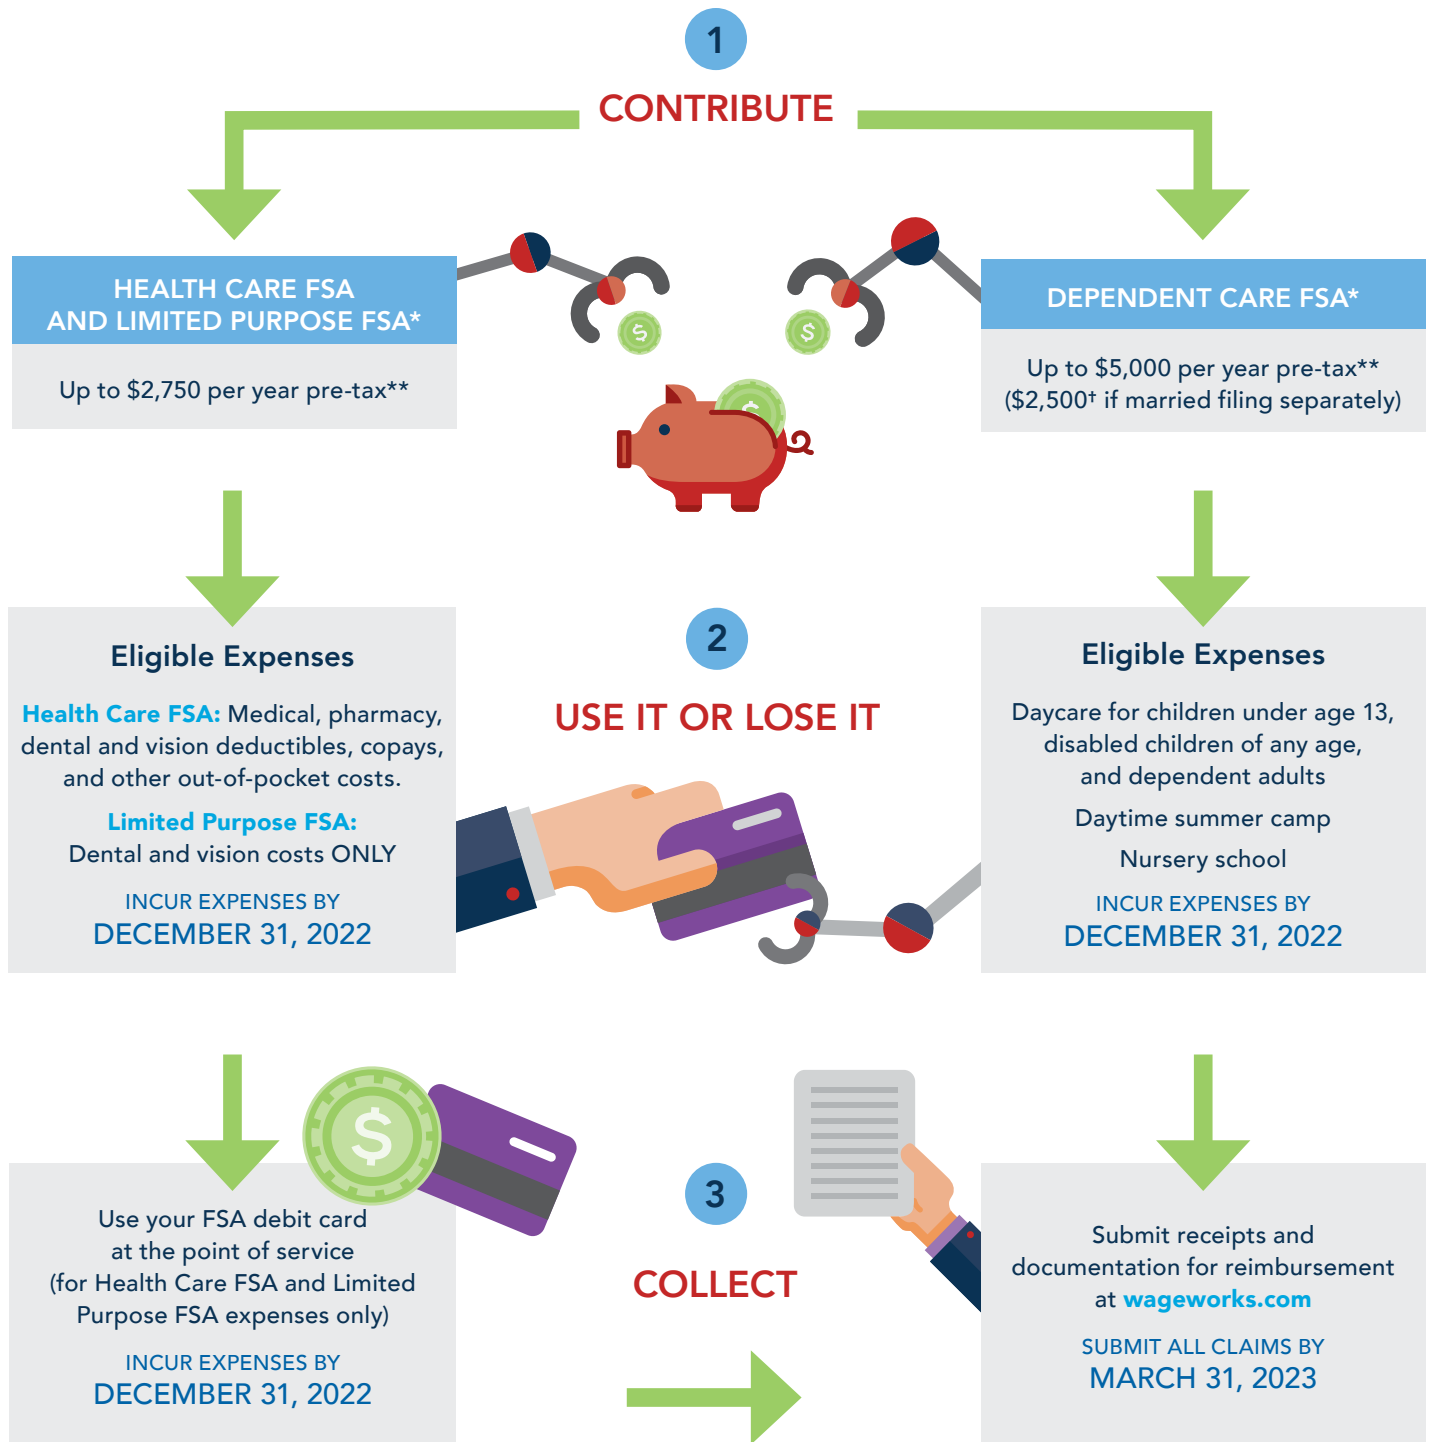 1
CONTRIBUTE
HEALTH CARE FSA
AND LIMITED PURPOSE FSA*
Up to $2,750 per year pre-tax**
DEPENDENT CARE FSA*
Up to $5,000 per year pre-tax**
($2,500† if married filing separately)
$
$
$
2
USE IT OR LOSE IT
Eligible Expenses
Health Care FSA: Medical, pharmacy,
dental and vision deductibles, copays,
and other out-of-pocket costs.
Limited Purpose FSA:
Dental and vision costs ONLY
INCUR EXPENSES BY
DECEMBER 31, 2022
Eligible Expenses
Daycare for children under age 13,
disabled children of any age,
and dependent adults
Daytime summer camp
Nursery school
INCUR EXPENSES BY
DECEMBER 31, 2022
3
COLLECT
$
Use your FSA debit card
at the point of service
(for Health Care FSA and Limited
Purpose FSA expenses only)
INCUR EXPENSES BY
DECEMBER 31, 2022
Submit receipts and
documentation for reimbursement
at wageworks.com
SUBMIT ALL CLAIMS BY
MARCH 31, 2023